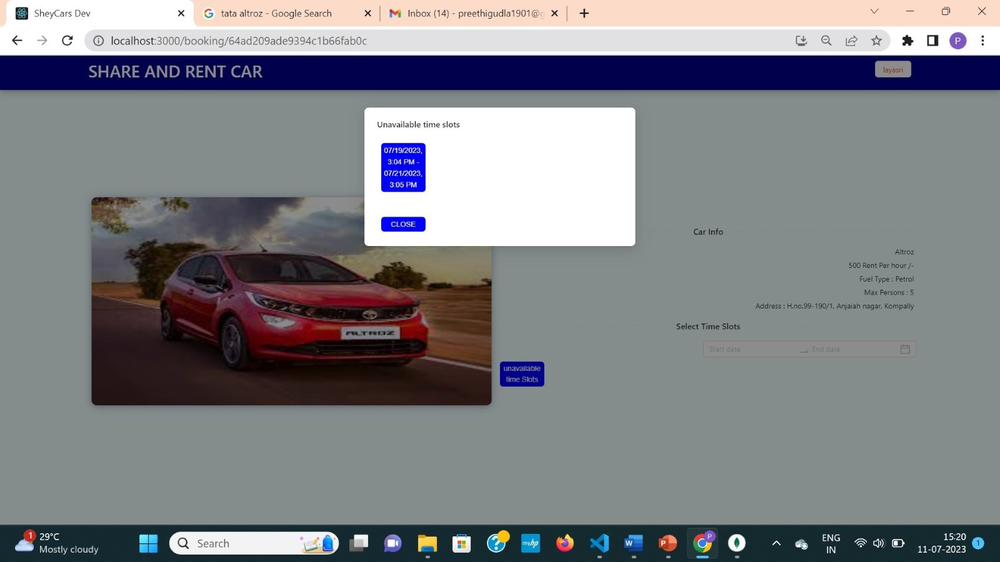 SheyCars Dev
tata altroz - Google Search
Inbox (14) - preethigudla1901@g
localhost:3000/booking/64ad209ade9394c1b66fab0c
P
SHARE AND RENT CAR
layasri
Unavailable time slots
07/19/2023,
3:04 PM -
07/21/2023,
3:05 PM
CLOSE
ALTROZ
Car Info
Altroz
500 Rent Per hour /-
Fuel Type : Petrol
Max Persons : 5
Address : H.no.99-190/1, Anjaiah nagar, Kompally
Select Time Slots
Start date
End date
unavailable
time Slots
1
29°C
Mostly cloudy
Search
myhp
W
P
P
ENG
IN
15:20
11-07-2023
1